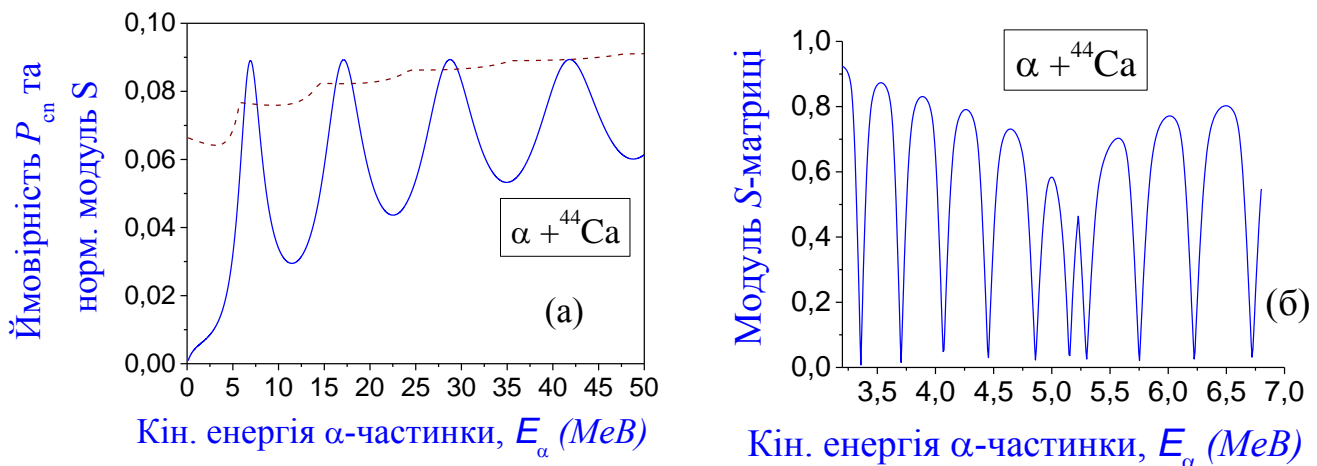 Ймовірність P_cn та
норм. модуль S
0,10
0,08
0,06
0,04
0,02
0,00
0 5 10 15 20 25 30 35 40 45 50
α + ⁴⁴Ca
(а)
Кін. енергія α-частинки, E_α (МеВ)
Модуль S-матриці
1,0
0,8
0,6
0,4
0,2
0,0
3,5 4,0 4,5 5,0 5,5 6,0 6,5 7,0
α + ⁴⁴Ca
(б)
Кін. енергія α-частинки, E_α (МеВ)